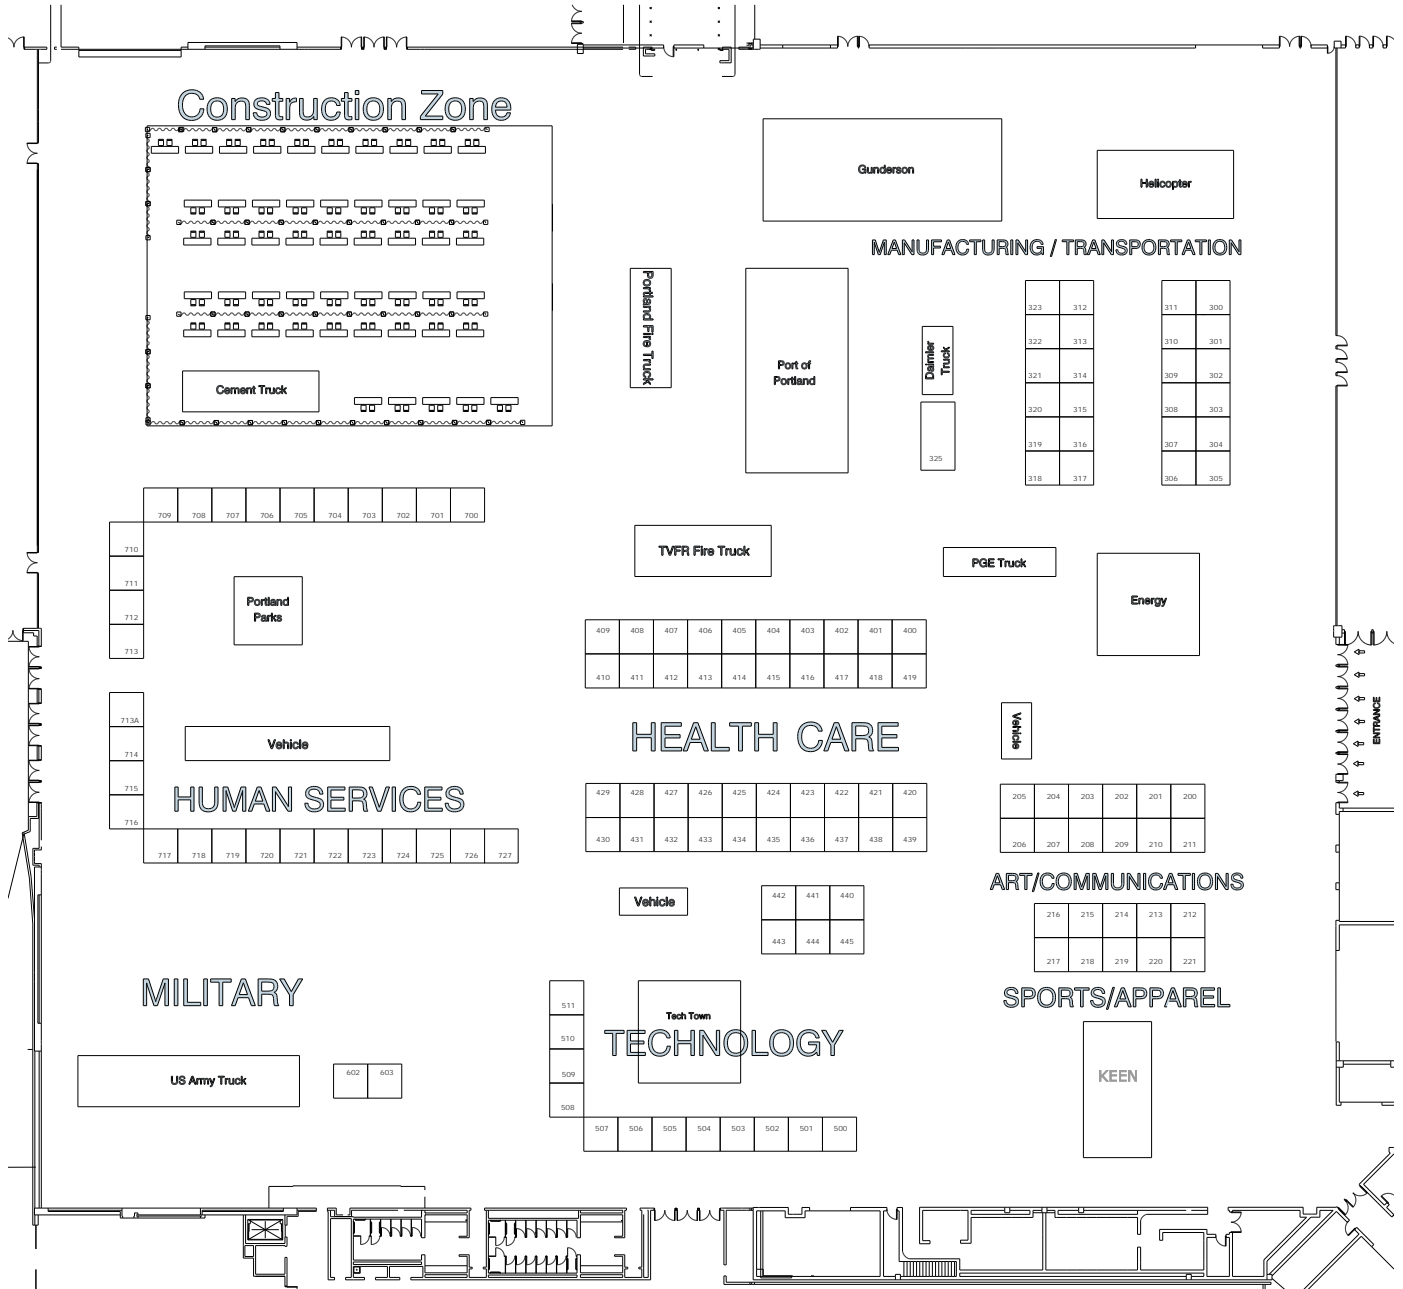 Construction Zone
Gunderson
Helicopter
MANUFACTURING / TRANSPORTATION
Portland Fire Truck
Port of
Portland
Daimler
Truck
325
323 312
322 313
321 314
320 315
319 316
318 317
311 300
310 301
309 302
308 303
307 304
306 305
Cement Truck
709 708 707 706 705 704 703 702 701 700
710
711
712
713
Portland
Parks
TVFR Fire Truck
PGE Truck
Energy
409 408 407 406 405 404 403 402 401 400
410 411 412 413 414 415 416 417 418 419
ENTRANCE
713A
714
715
716
Vehicle
HEALTH CARE
Vehicle
HUMAN SERVICES
717 718 719 720 721 722 723 724 725 726 727
429 428 427 426 425 424 423 422 421 420
430 431 432 433 434 435 436 437 438 439
205 204 203 202 201 200
206 207 208 209 210 211
ART/COMMUNICATIONS
Vehicle
442 441 440
443 444 445
216 215 214 213 212
217 218 219 220 221
MILITARY
SPORTS/APPAREL
511
510
509
508
Tech Town
TECHNOLOGY
US Army Truck
602 603
KEEN
507 506 505 504 503 502 501 500